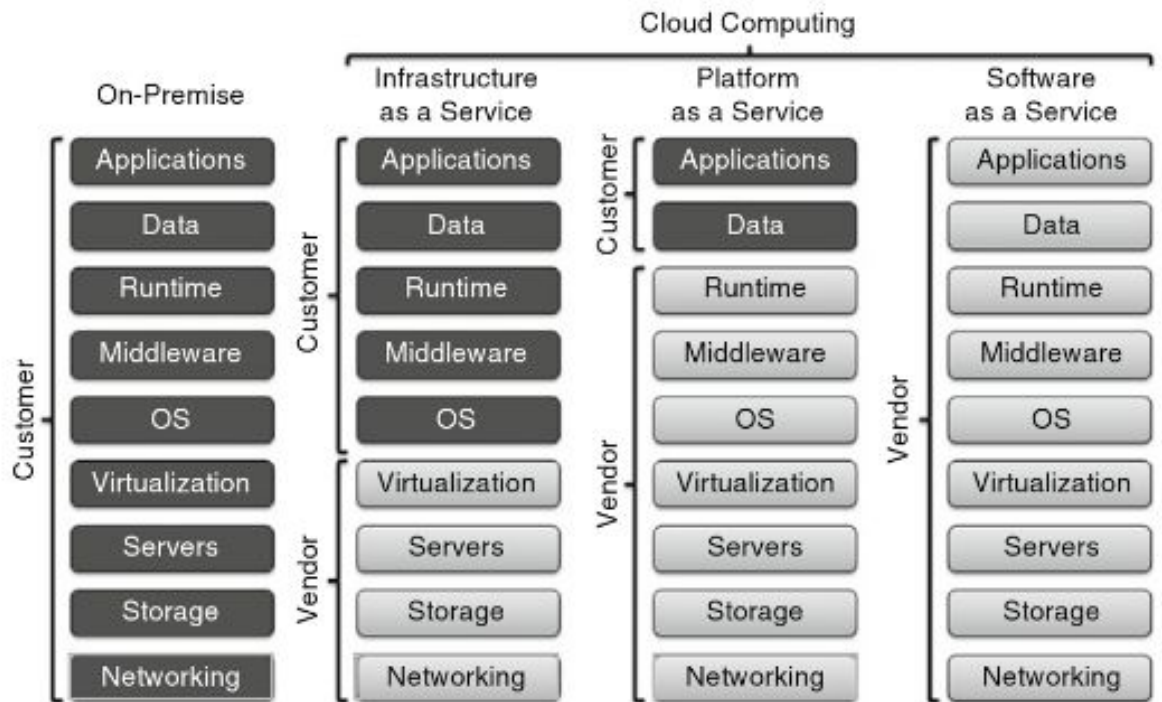 Cloud Computing
On-Premise
Infrastructure
as a Service
Platform
as a Service
Software
as a Service
Customer
Applications
Data
Runtime
Middleware
OS
Virtualization
Servers
Storage
Networking
Customer
Vendor
Applications
Data
Runtime
Middleware
OS
Virtualization
Servers
Storage
Networking
Customer
Vendor
Applications
Data
Runtime
Middleware
OS
Virtualization
Servers
Storage
Networking
Vendor
Applications
Data
Runtime
Middleware
OS
Virtualization
Servers
Storage
Networking